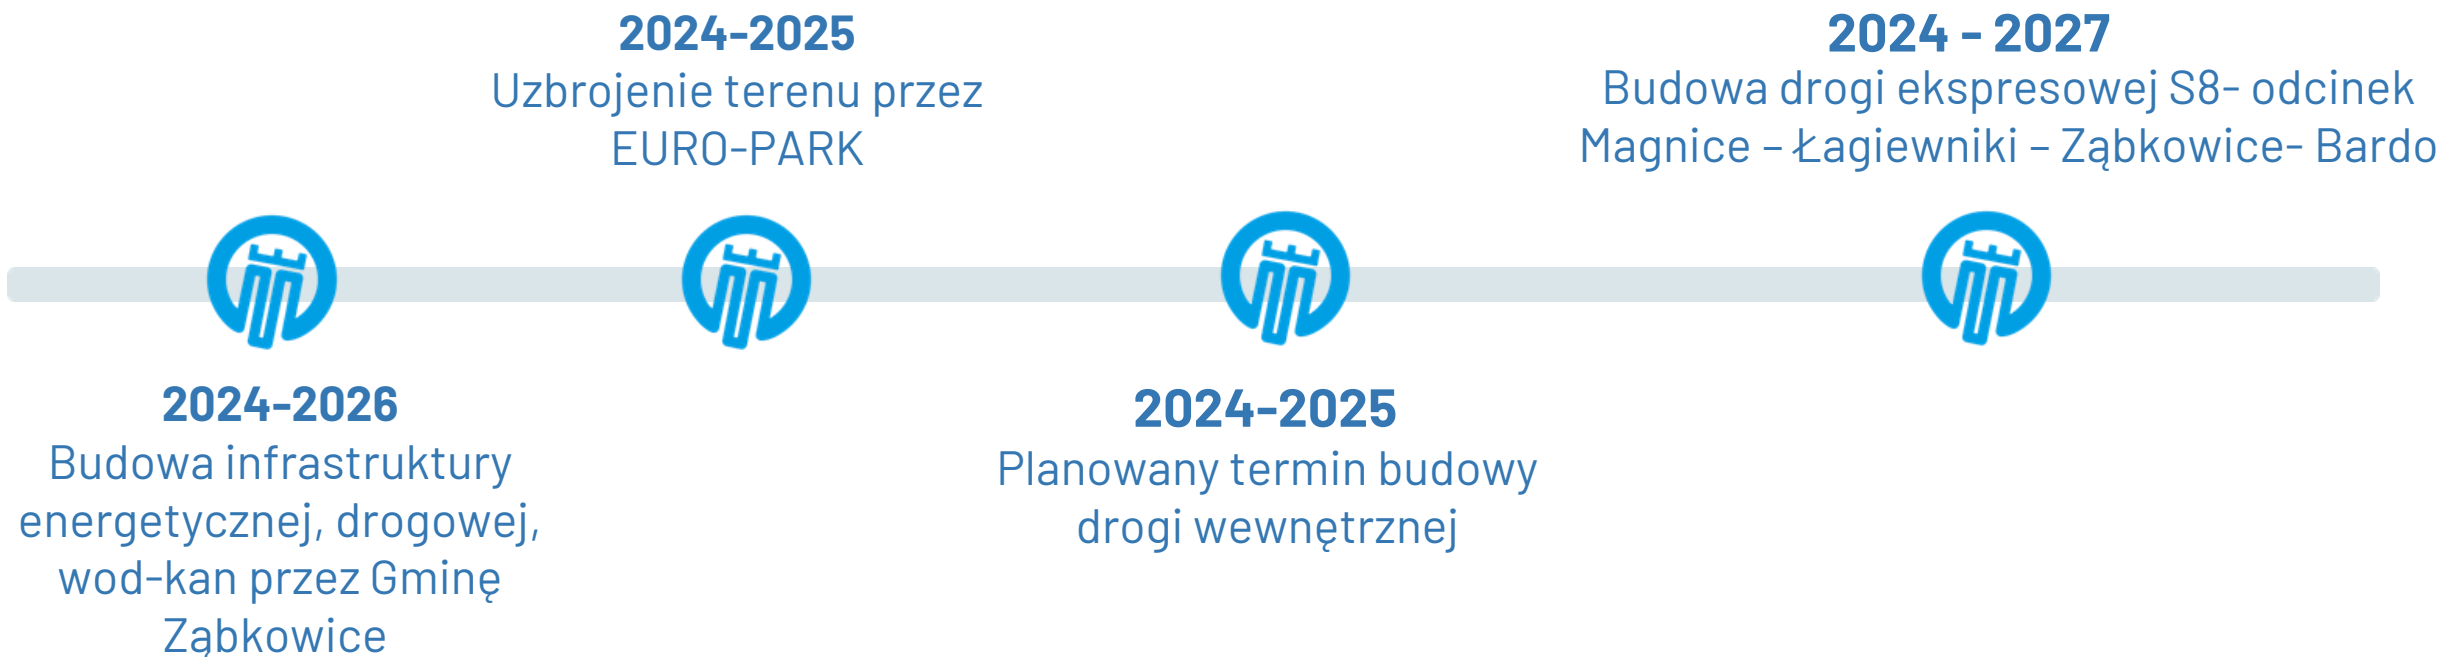 2024-2025
Uzbrojenie terenu przez
EURO-PARK
2024 - 2027
Budowa drogi ekspresowej S8- odcinek
Magnice – Łagiewniki – Ząbkowice- Bardo
2024-2026
Budowa infrastruktury
energetycznej, drogowej,
wod-kan przez Gminę
Ząbkowice
2024-2025
Planowany termin budowy
drogi wewnętrznej